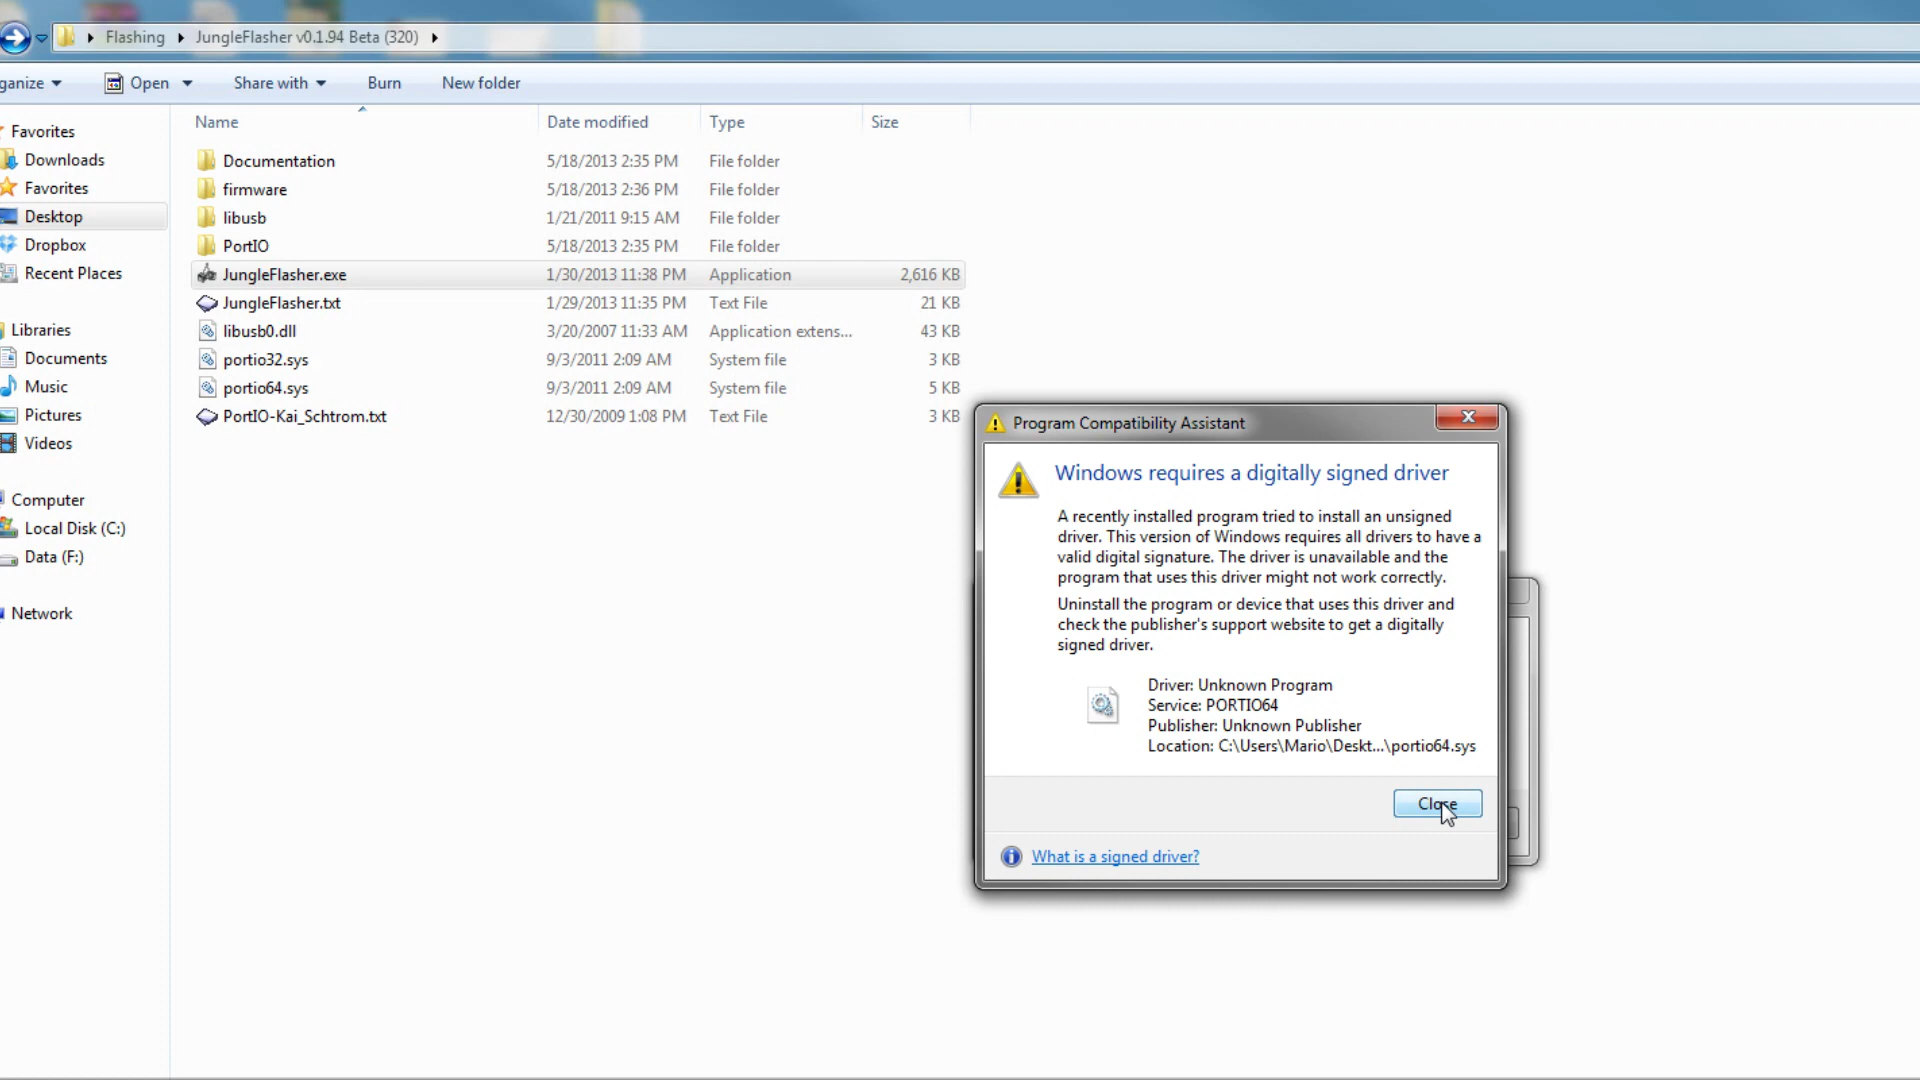 Flashing JungleFlasher v0.1.94 Beta (320)
ganize Open Share with Burn New folder
Name Date modified Type Size
Favorites
Downloads
Favorites
Desktop
Dropbox
Recent Places
Libraries
Documents
Music
Pictures
Videos
Computer
Local Disk (C:)
Data (F:)
Network
Documentation 5/18/2013 2:35 PM File folder
firmware 5/18/2013 2:36 PM File folder
libusb 1/21/2011 9:15 AM File folder
PortIO 5/18/2013 2:35 PM File folder
JungleFlasher.exe 1/30/2013 11:38 PM Application 2,616 KB
JungleFlasher.txt 1/29/2013 11:35 PM Text File 21 KB
libusb0.dll 3/20/2007 11:33 AM Application extens... 43 KB
portio32.sys 9/3/2011 2:09 AM System file 3 KB
portio64.sys 9/3/2011 2:09 AM System file 5 KB
PortIO-Kai_Schtrom.txt 12/30/2009 1:08 PM Text File 3 KB
Program Compatibility Assistant
Windows requires a digitally signed driver
A recently installed program tried to install an unsigned
driver. This version of Windows requires all drivers to have a
valid digital signature. The driver is unavailable and the
program that uses this driver might not work correctly.
Uninstall the program or device that uses this driver and
check the publisher's support website to get a digitally
signed driver.
Driver: Unknown Program
Service: PORTIO64
Publisher: Unknown Publisher
Location: C:\Users\Mario\Deskt...\portio64.sys
Close
What is a signed driver?